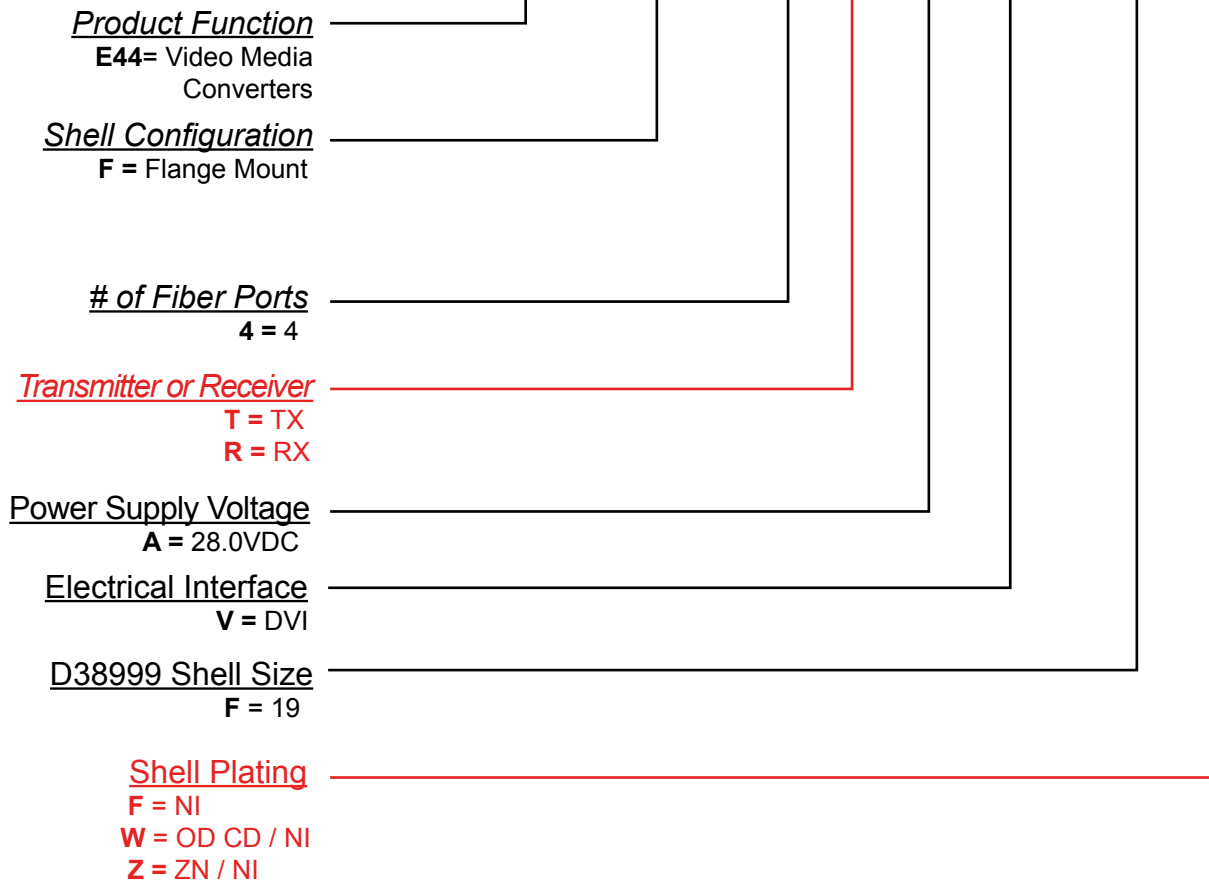 Product Function
E44= Video Media
Converters
Shell Configuration
F = Flange Mount
# of Fiber Ports
4 = 4
Transmitter or Receiver
T = TX
R = RX
Power Supply Voltage
A = 28.0VDC
Electrical Interface
V = DVI
D38999 Shell Size
F = 19
Shell Plating
F = NI
W = OD CD / NI
Z = ZN / NI